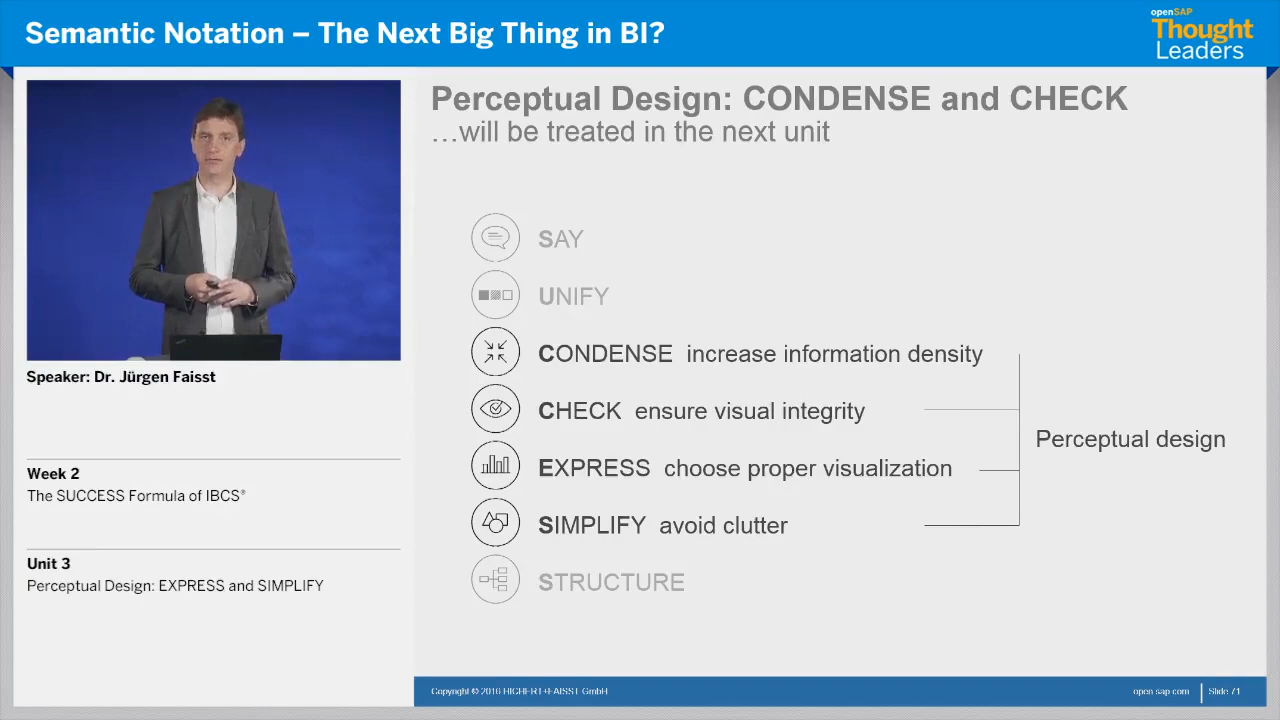 Semantic Notation – The Next Big Thing in BI?
openSAP
Thought
Leaders
Perceptual Design: CONDENSE and CHECK
…will be treated in the next unit
SAY
UNIFY
CONDENSE increase information density
CHECK ensure visual integrity
EXPRESS choose proper visualization
SIMPLIFY avoid clutter
STRUCTURE
Perceptual design
Speaker: Dr. Jürgen Faisst
Week 2
The SUCCESS Formula of IBCS®
Unit 3
Perceptual Design: EXPRESS and SIMPLIFY
Copyright © 2016 HICHERT+FAISST GmbH
open.sap.com
Slide 71